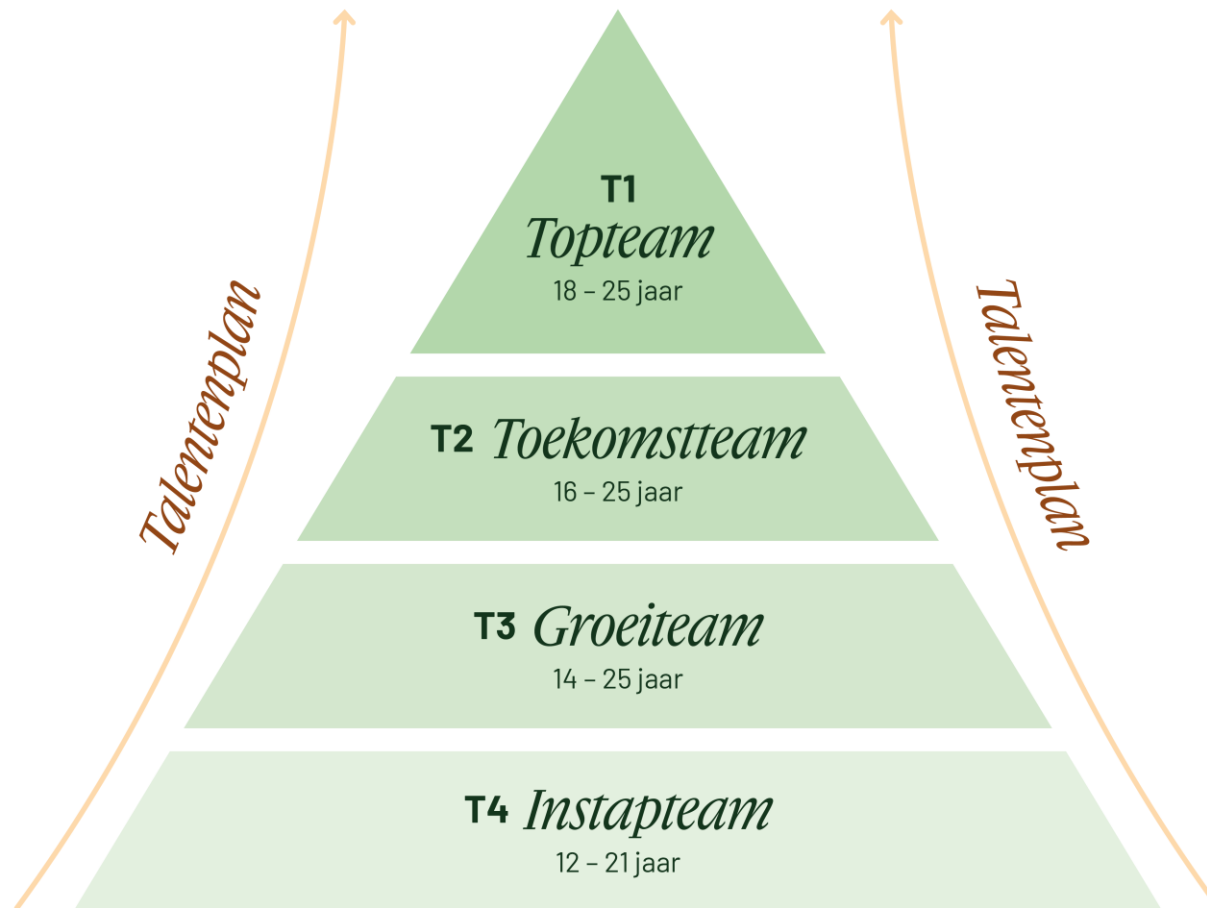 T1
Topteam
18 – 25 jaar
Talentenplan
Talentenplan
T2 Toekomstteam
16 – 25 jaar
T3 Groeiteam
14 – 25 jaar
T4 Instapteam
12 – 21 jaar